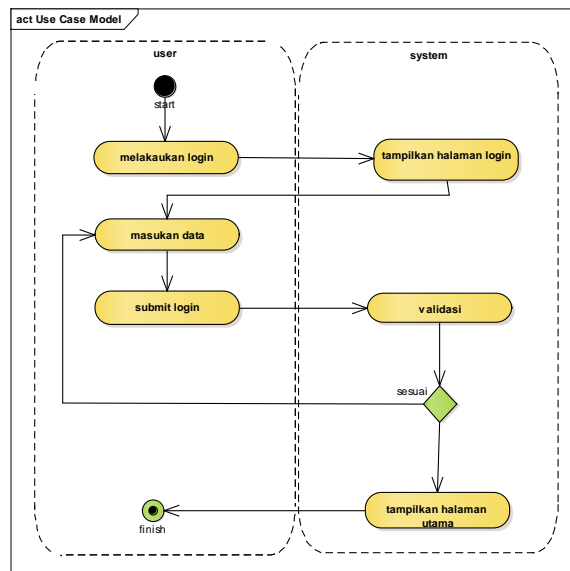 act Use Case Model
user
system
start
melakaukan login
tampilkan halaman login
masukan data
submit login
validasi
sesuai
tampilkan halaman
utama
finish